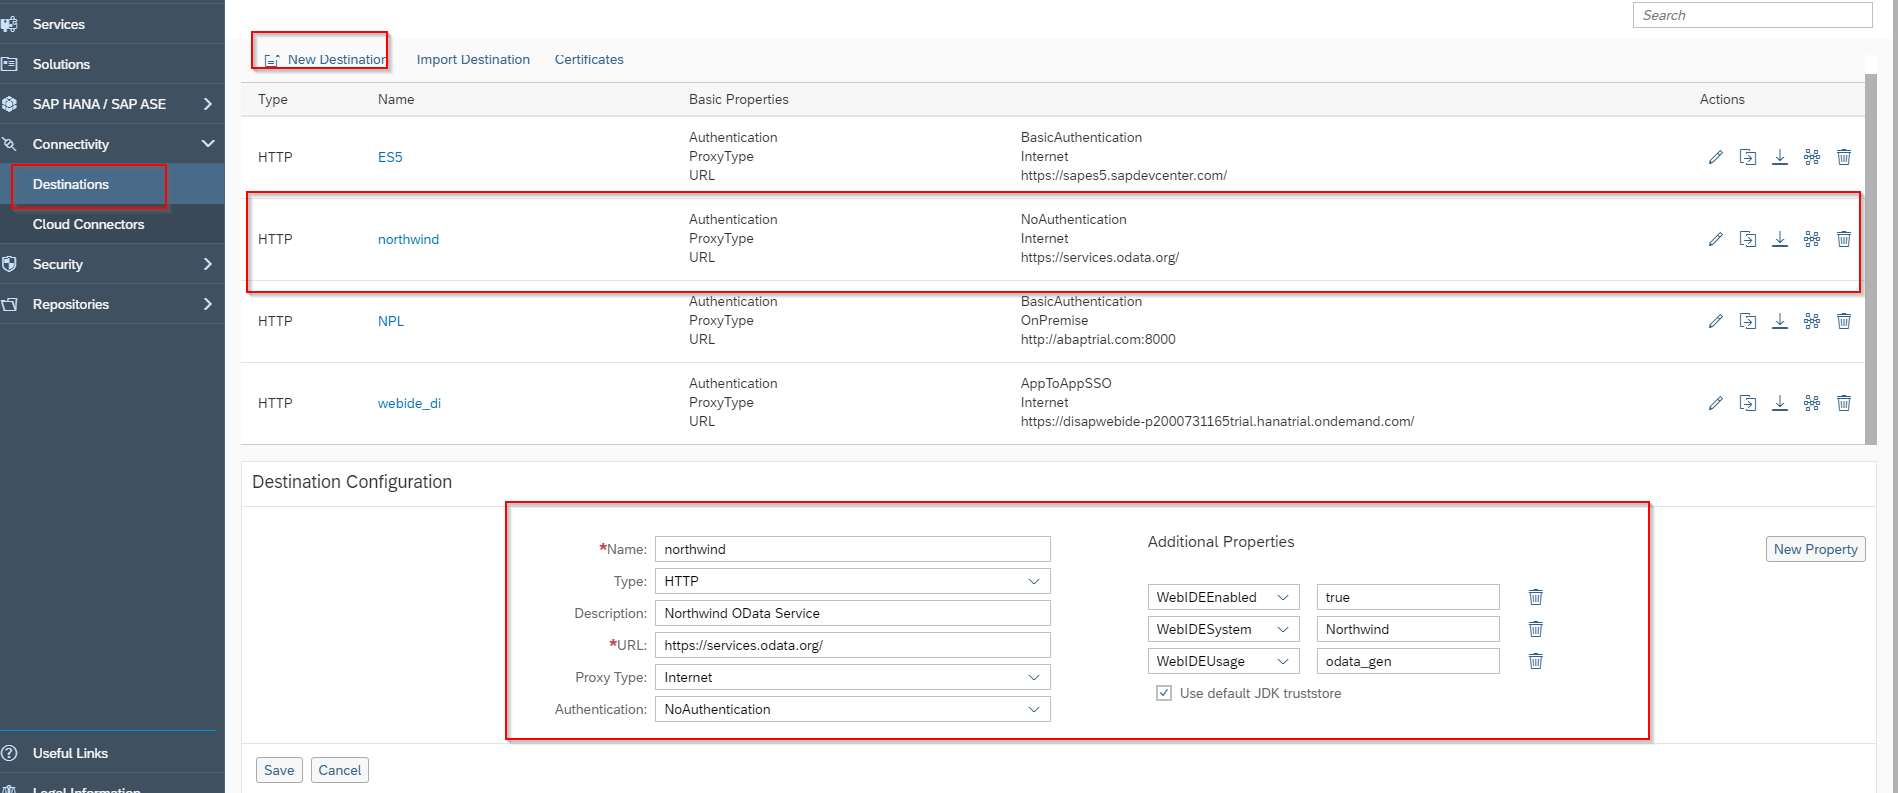 Search
Services
Solutions
SAP HANA / SAP ASE
Connectivity
Destinations
Cloud Connectors
Security
Repositories
Useful Links
Legal Information
New Destination
Import Destination
Certificates
Type Name Basic Properties Actions
HTTP ES5
Authentication BasicAuthentication
ProxyType Internet
URL https://sapes5.sapdevcenter.com/
HTTP northwind
Authentication NoAuthentication
ProxyType Internet
URL https://services.odata.org/
HTTP NPL
Authentication BasicAuthentication
ProxyType OnPremise
URL http://abaptrial.com:8000
HTTP webide_di
Authentication AppToAppSSO
ProxyType Internet
URL https://disapwebide-p2000731165trial.hanatrial.ondemand.com/
Destination Configuration
*Name: northwind
Type: HTTP
Description: Northwind OData Service
*URL: https://services.odata.org/
Proxy Type: Internet
Authentication: NoAuthentication
Additional Properties
New Property
WebIDEEnabled true
WebIDESystem Northwind
WebIDEUsage odata_gen
Use default JDK truststore
Save Cancel